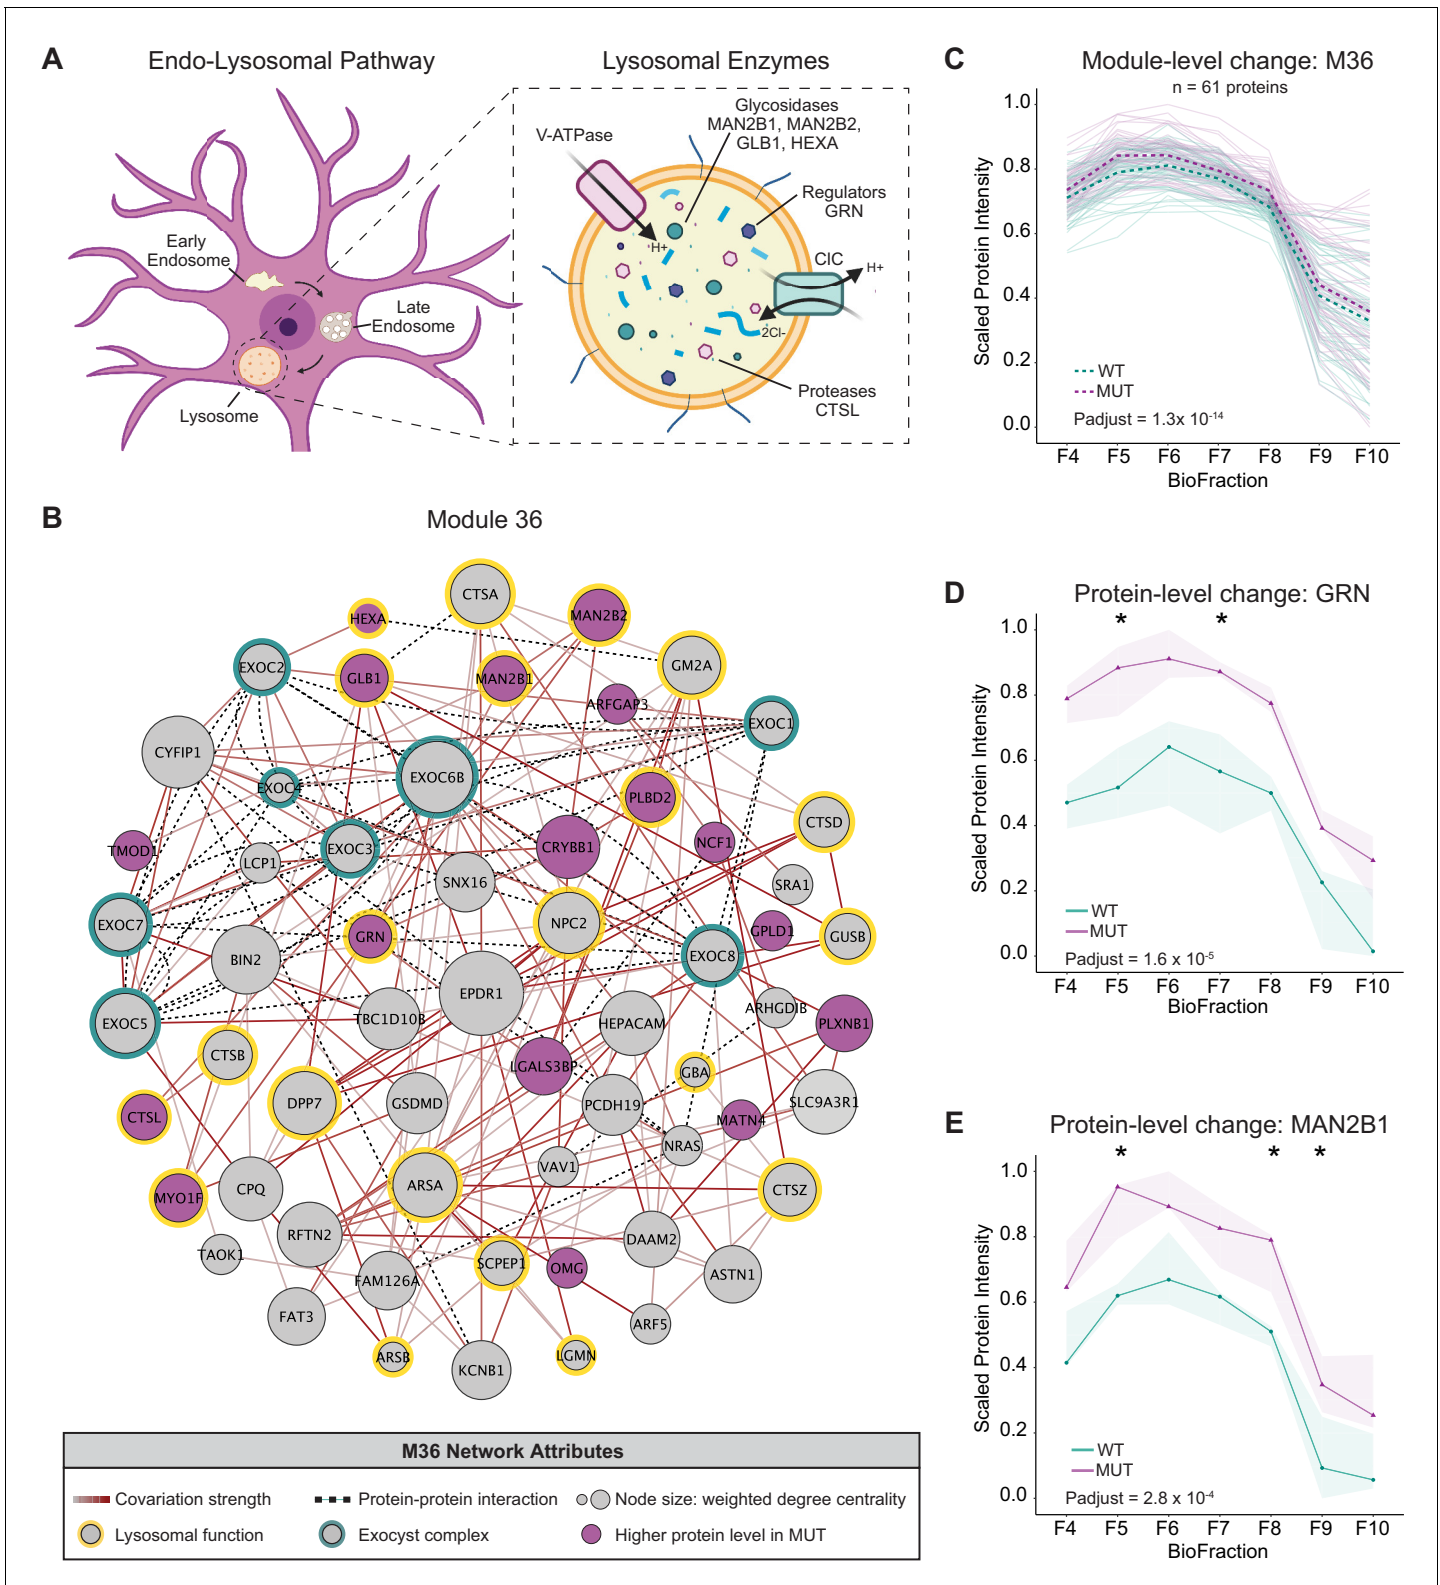 A
Endo-Lysosomal Pathway
Lysosomal Enzymes
Early
Endosome
Late
Endosome
Lysosome
V-ATPase
Glycosidases
MAN2B1, MAN2B2,
GLB1, HEXA
Regulators
GRN
H+
ClC
H+
2Cl-
Proteases
CTSL
B
Module 36
CTSA
HEXA
MAN2B2
EXOC2
GLB1
MAN2B1
GM2A
ARFGAP3
EXOC1
CYFIP1
EXOC4
EXOC6B
PLBD2
CTSD
TMOD1
LCP1
EXOC3
CRYBB1
NCF1
SNX16
SRA1
EXOC7
GRN
NPC2
GPLD1
GUSB
BIN2
EXOC8
EPDR1
EXOC5
TBC1D10B
HEPACAM
ARHGDIB
PLXNB1
CTSB
LGALS3BP
GBA
DPP7
GSDMD
PCDH19
SLC9A3R1
CTSL
MATN4
NRAS
VAV1
MYO1F
CPQ
ARSA
CTSZ
RFTN2
DAAM2
TAOK1
SCPEP1
OMG
FAM126A
ASTN1
FAT3
ARF5
ARSB
LGMN
KCNB1
M36 Network Attributes
Covariation strength
Protein-protein interaction
Node size: weighted degree centrality
Lysosomal function
Exocyst complex
Higher protein level in MUT
C
Module-level change: M36
n = 61 proteins
Scaled Protein Intensity
1.0
0.8
0.6
0.4
0.2
0.0
WT
MUT
Padjust = 1.3x 10-14
F4 F5 F6 F7 F8 F9 F10
BioFraction
D
Protein-level change: GRN
* *
Scaled Protein Intensity
1.0
0.8
0.6
0.4
0.2
0.0
WT
MUT
Padjust = 1.6 x 10-5
F4 F5 F6 F7 F8 F9 F10
BioFraction
E
Protein-level change: MAN2B1
* * *
Scaled Protein Intensity
1.0
0.8
0.6
0.4
0.2
0.0
WT
MUT
Padjust = 2.8 x 10-4
F4 F5 F6 F7 F8 F9 F10
BioFraction